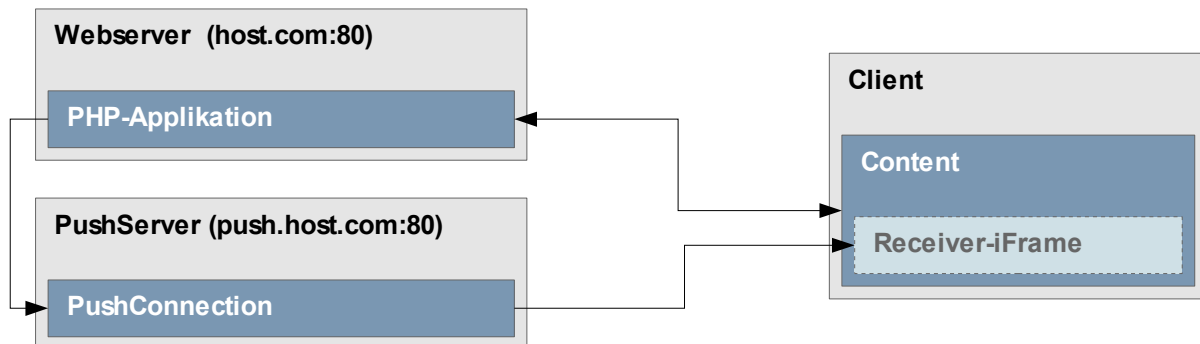 Webserver (host.com:80)
PHP-Applikation
PushServer (push.host.com:80)
PushConnection
Client
Content
Receiver-iFrame